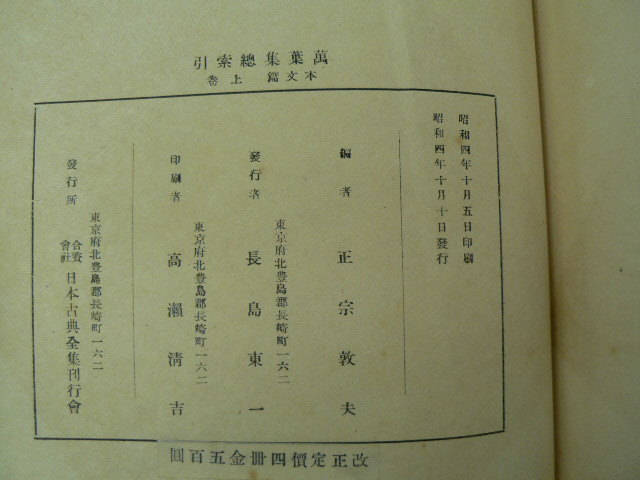 萬葉集總索引
本文篇 上卷
昭和四年十月五日印刷
昭和四年十月十日發行
編者 正宗敦夫
東京府北豊島郡長崎町一六二
發行者 長島東一
東京府北豊島郡長崎町一六二
印刷者 高瀨清吉
東京府北豊島郡長崎町一六二
發行所 合資會社 日本古典全集刊行會
改正定價四冊金五百圓